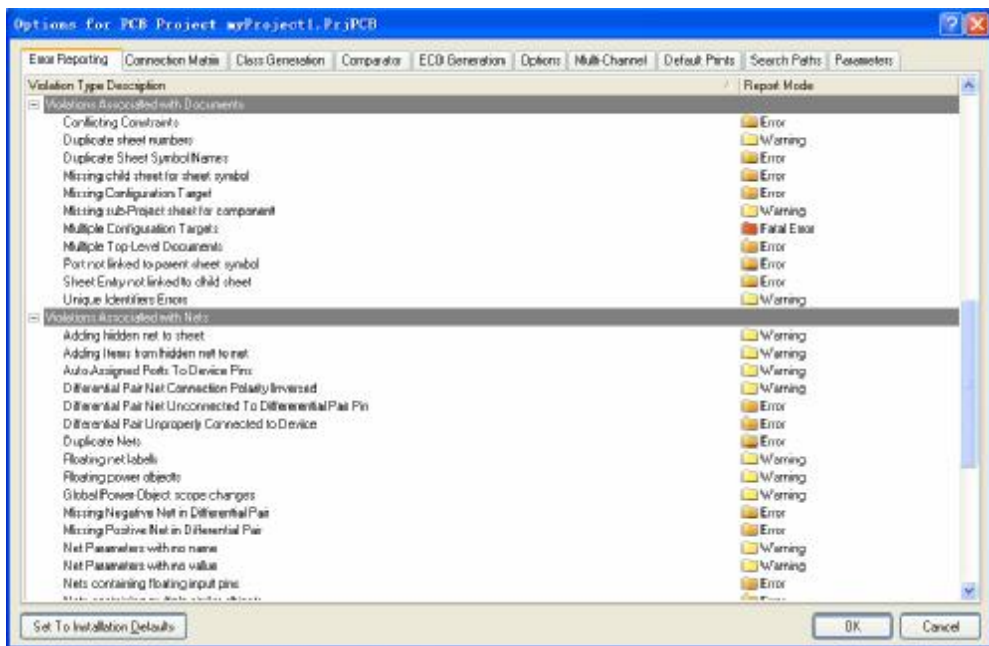 Options for PCB Project myProject1.PrjPCB
Error Reporting Connection Matrix Class Generation Comparator ECO Generation Options Multi-Channel Default Prints Search Paths Parameters
Violation Type Description Report Mode
Violations Associated with Documents
Conflicting Constraints Error
Duplicate sheet numbers Warning
Duplicate Sheet Symbol Names Error
Missing child sheet for sheet symbol Error
Missing Configuration Target Error
Missing sub-Project sheet for component Warning
Multiple Configuration Targets Fatal Error
Multiple Top-Level Documents Error
Port not linked to parent sheet symbol Error
Sheet Entry not linked to child sheet Error
Unique Identifiers Errors Warning
Violations Associated with Nets
Adding hidden net to sheet Warning
Adding Items from hidden net to net Warning
Auto-Assigned Ports To Device Pins Warning
Differential Pair Net Connection Polarity Inversed Warning
Differential Pair Net Unconnected To Differential Pair Pin Error
Differential Pair Unproperly Connected to Device Error
Duplicate Nets Error
Floating net labels Warning
Floating power objects Warning
Global Power-Object scope changes Warning
Missing Negative Net in Differential Pair Error
Missing Positive Net in Differential Pair Error
Net Parameters with no name Warning
Net Parameters with no value Warning
Nets containing floating input pins Error
Set To Installation Defaults OK Cancel